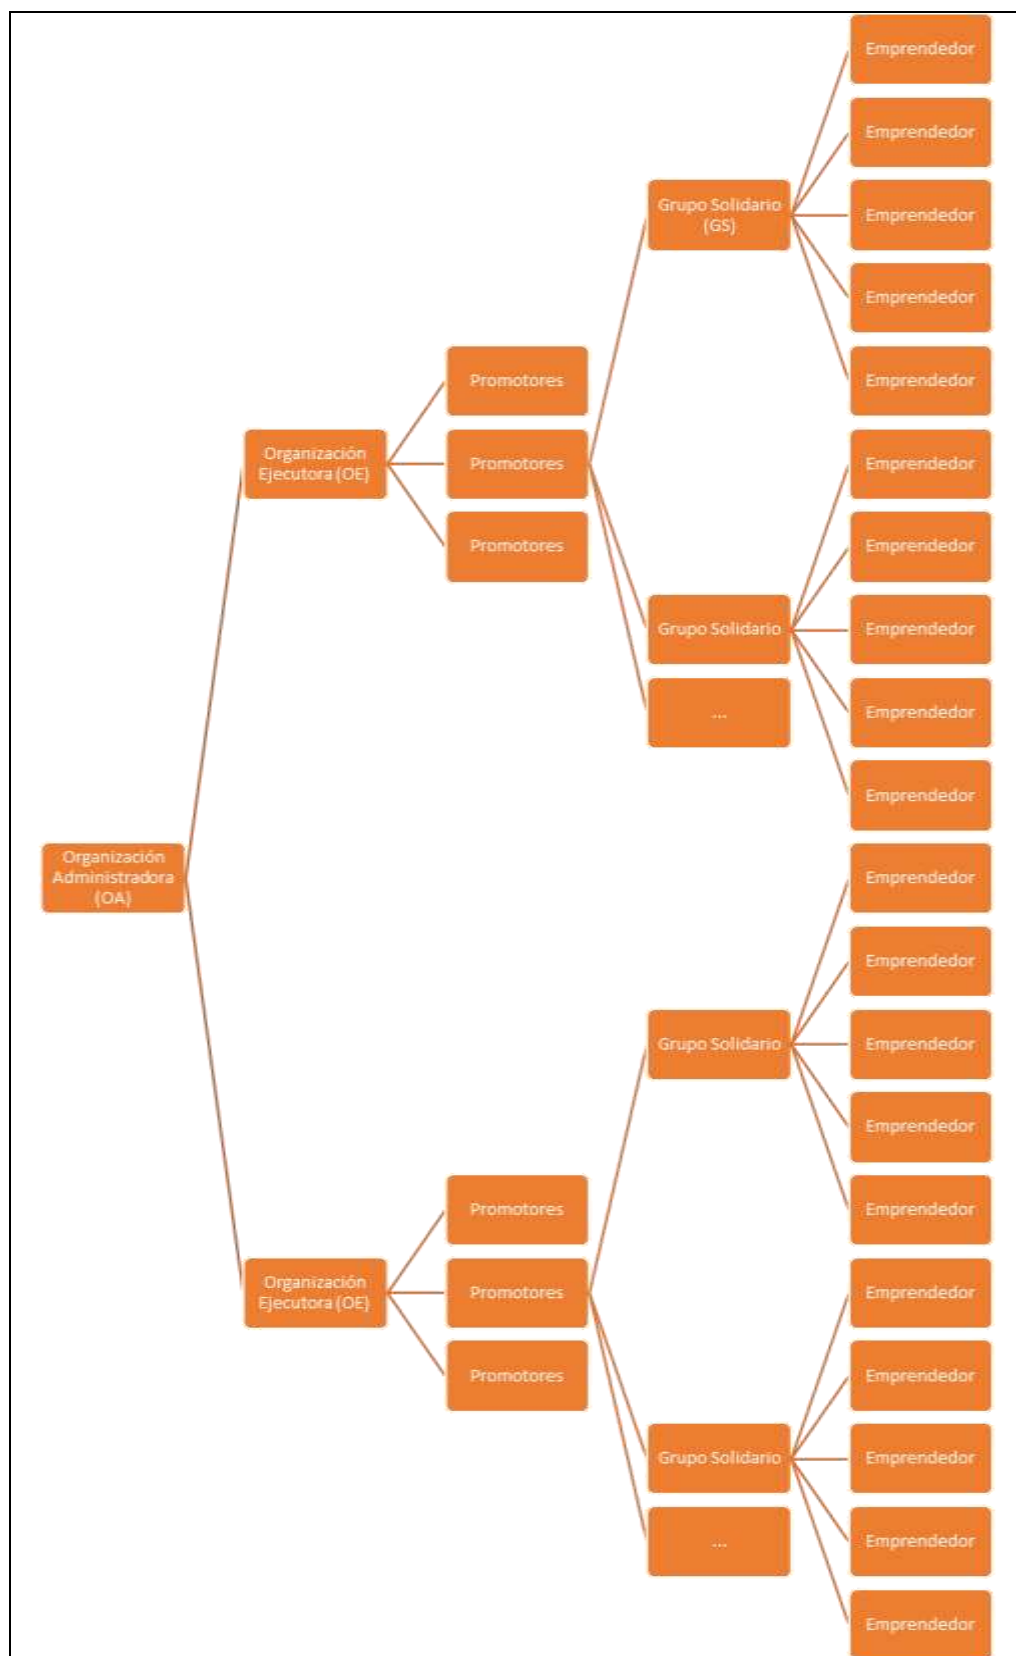 Emprendedor
Emprendedor
Grupo Solidario
(GS)
Emprendedor
Emprendedor
Promotores
Emprendedor
Organización
Ejecutora (OE)
Promotores
Emprendedor
Promotores
Emprendedor
Grupo Solidario
Emprendedor
...
Emprendedor
Emprendedor
Organización
Administradora
(OA)
Emprendedor
Emprendedor
Grupo Solidario
Emprendedor
Emprendedor
Promotores
Emprendedor
Organización
Ejecutora (OE)
Promotores
Emprendedor
Promotores
Emprendedor
Grupo Solidario
Emprendedor
...
Emprendedor
Emprendedor